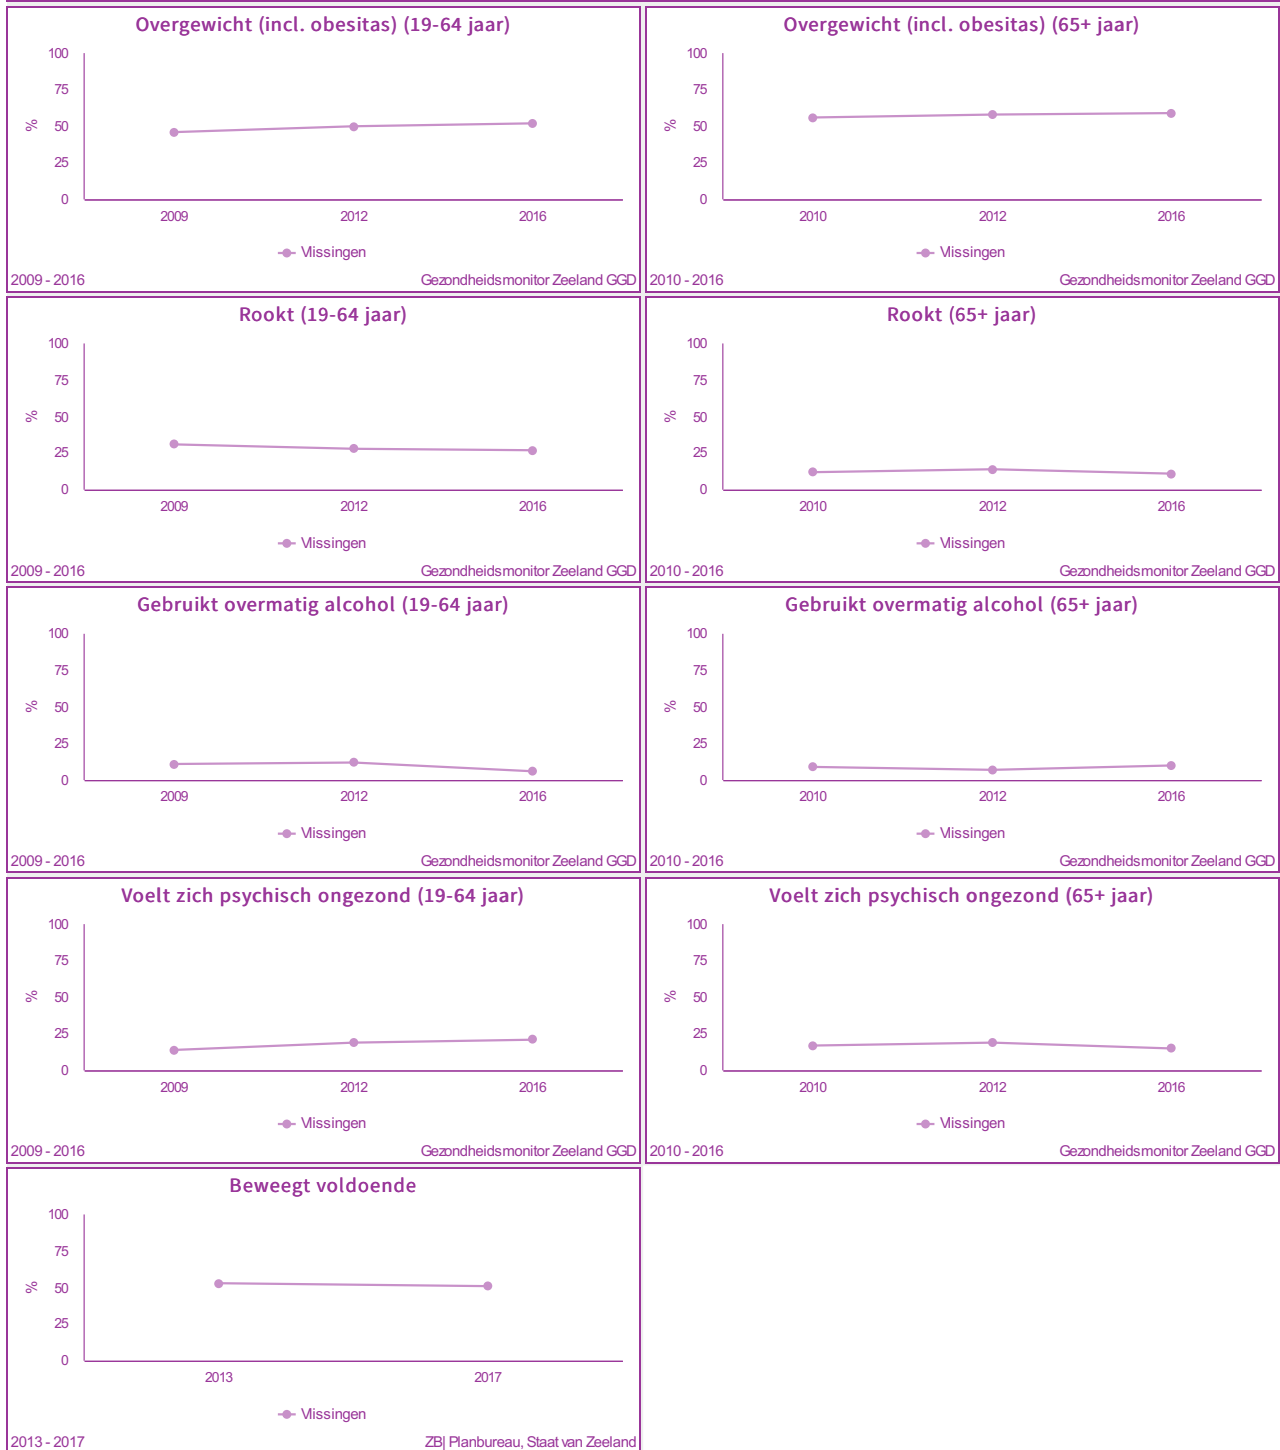 Overgewicht (incl. obesitas) (19-64 jaar)
100
75
50
25
0
%
2009 2012 2016
Vlissingen
2009 - 2016 Gezondheidsmonitor Zeeland GGD
Overgewicht (incl. obesitas) (65+ jaar)
100
75
50
25
0
%
2010 2012 2016
Vlissingen
2010 - 2016 Gezondheidsmonitor Zeeland GGD
Rookt (19-64 jaar)
100
75
50
25
0
%
2009 2012 2016
Vlissingen
2009 - 2016 Gezondheidsmonitor Zeeland GGD
Rookt (65+ jaar)
100
75
50
25
0
%
2010 2012 2016
Vlissingen
2010 - 2016 Gezondheidsmonitor Zeeland GGD
Gebruikt overmatig alcohol (19-64 jaar)
100
75
50
25
0
%
2009 2012 2016
Vlissingen
2009 - 2016 Gezondheidsmonitor Zeeland GGD
Gebruikt overmatig alcohol (65+ jaar)
100
75
50
25
0
%
2010 2012 2016
Vlissingen
2010 - 2016 Gezondheidsmonitor Zeeland GGD
Voelt zich psychisch ongezond (19-64 jaar)
100
75
50
25
0
%
2009 2012 2016
Vlissingen
2009 - 2016 Gezondheidsmonitor Zeeland GGD
Voelt zich psychisch ongezond (65+ jaar)
100
75
50
25
0
%
2010 2012 2016
Vlissingen
2010 - 2016 Gezondheidsmonitor Zeeland GGD
Beweegt voldoende
100
75
50
25
0
%
2013 2017
Vlissingen
2013 - 2017 ZB| Planbureau, Staat van Zeeland